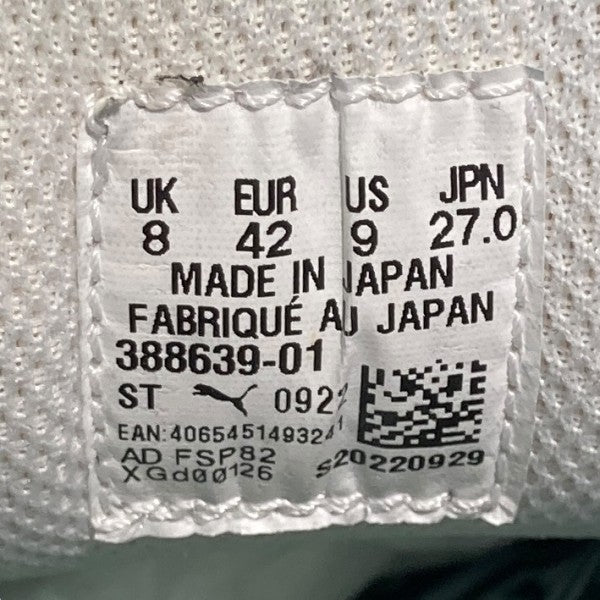 UK EUR US JPN
8 42 9 27.0
MADE IN JAPAN
FABRIQUÉ AU JAPAN
388639-01
ST 0922
EAN:4065451493241
AD FSP82
XGd00126 S20220929